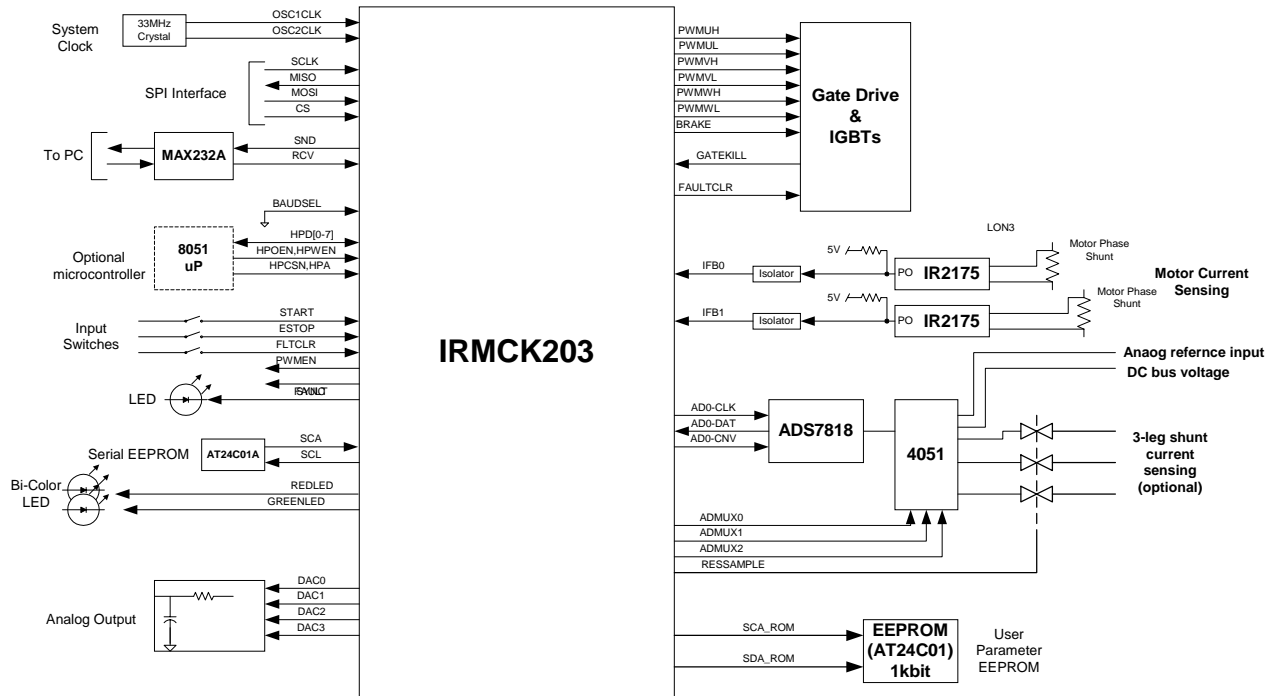 System
Clock
33MHz
Crystal
OSC1CLK
OSC2CLK
SPI Interface
SCLK
MISO
MOSI
CS
To PC
MAX232A
SND
RCV
BAUDSEL
Optional
microcontroller
8051
uP
HPD[0-7]
HPOEN,HPWEN
HPCSN,HPA
Input
Switches
START
ESTOP
FLTCLR
PWMEN
LED
Serial EEPROM
AT24C01A
SCA
SCL
Bi-Color
LED
REDLED
GREENLED
Analog Output
DAC0
DAC1
DAC2
DAC3
IRMCK203
PWMUH
PWMUL
PWMVH
PWMVL
PWMWH
PWMWL
BRAKE
GATEKILL
FAULTCLR
Gate Drive
&
IGBTs
LON3
IFB0
Isolator
5V
PO
IR2175
Motor Phase
Shunt
IFB1
Isolator
5V
PO
IR2175
Motor Phase
Shunt
Motor Current
Sensing
Anaog refernce input
DC bus voltage
AD0-CLK
AD0-DAT
AD0-CNV
ADS7818
4051
3-leg shunt
current
sensing
(optional)
ADMUX0
ADMUX1
ADMUX2
RESSAMPLE
SCA_ROM
SDA_ROM
EEPROM
(AT24C01)
1kbit
User
Parameter
EEPROM